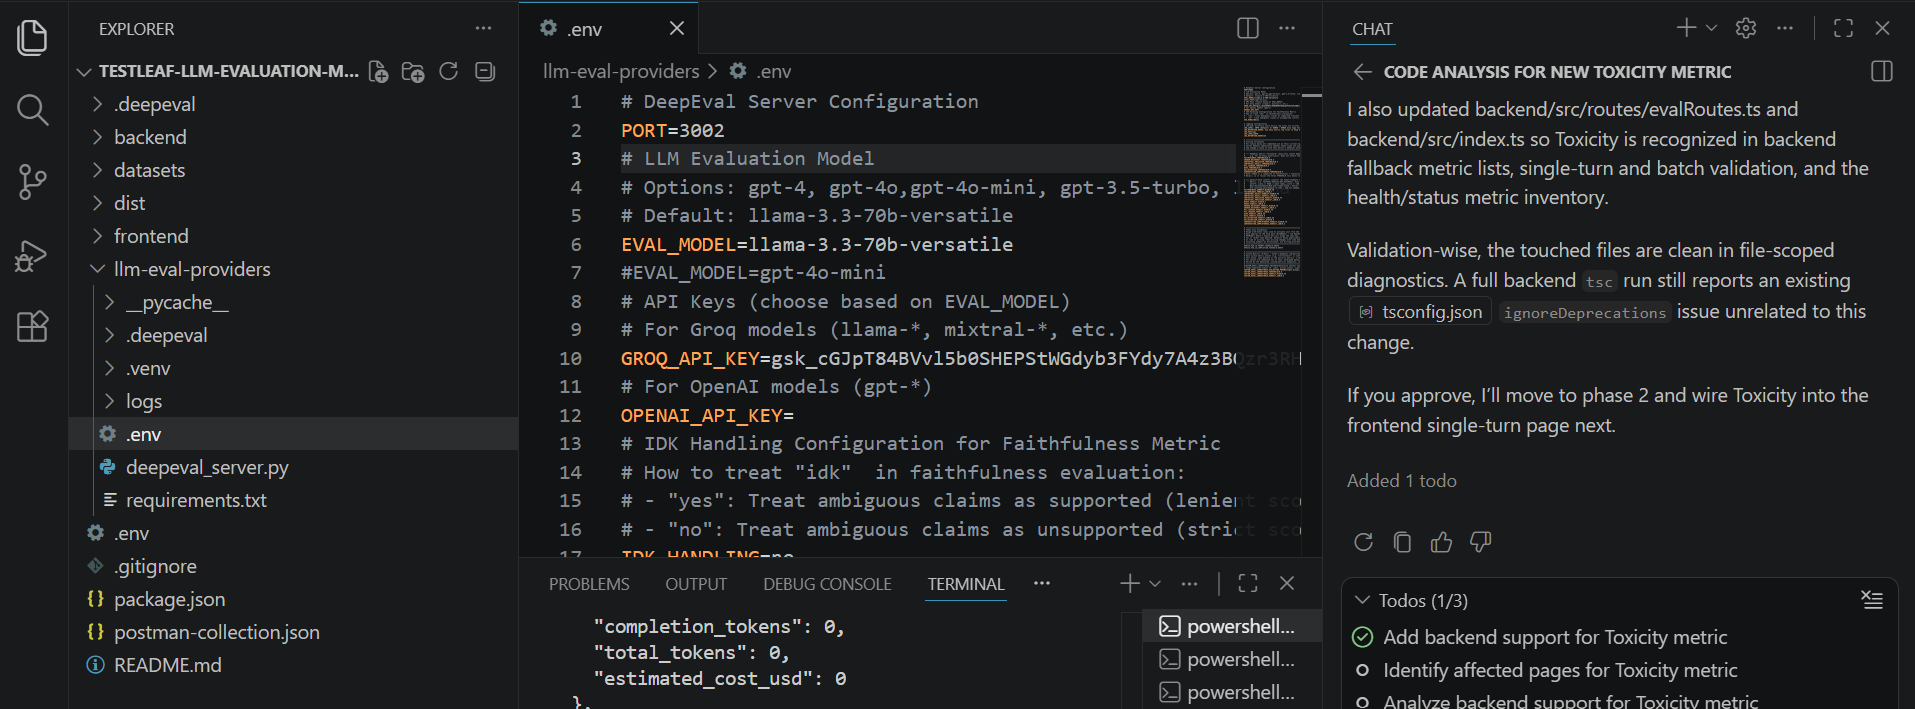 EXPLORER
TESTLEAF-LLM-EVALUATION-M...
.deepeval
backend
datasets
dist
frontend
llm-eval-providers
__pycache__
.deepeval
.venv
logs
.env
deepeval_server.py
requirements.txt
.env
.gitignore
package.json
postman-collection.json
README.md
.env
llm-eval-providers > .env
1 # DeepEval Server Configuration
2 PORT=3002
3 # LLM Evaluation Model
4 # Options: gpt-4, gpt-4o,gpt-4o-mini, gpt-3.5-turbo,
5 # Default: llama-3.3-70b-versatile
6 EVAL_MODEL=llama-3.3-70b-versatile
7 #EVAL_MODEL=gpt-4o-mini
8 # API Keys (choose based on EVAL_MODEL)
9 # For Groq models (llama-*, mixtral-*, etc.)
10 GROQ_API_KEY=
11 # For OpenAI models (gpt-*)
12 OPENAI_API_KEY=
13 # IDK Handling Configuration for Faithfulness Metric
14 # How to treat "idk"  in faithfulness evaluation:
15 # - "yes": Treat ambiguous claims as supported (lenient sco
16 # - "no": Treat ambiguous claims as unsupported (strict sco
17 IDK_HANDLING=no
PROBLEMS OUTPUT DEBUG CONSOLE TERMINAL
"completion_tokens": 0,
"total_tokens": 0,
"estimated_cost_usd": 0
},
powershell...
powershell...
powershell...
CHAT
CODE ANALYSIS FOR NEW TOXICITY METRIC
I also updated backend/src/routes/evalRoutes.ts and
backend/src/index.ts so Toxicity is recognized in backend
fallback metric lists, single-turn and batch validation, and the
health/status metric inventory.
Validation-wise, the touched files are clean in file-scoped
diagnostics. A full backend tsc run still reports an existing
tsconfig.json ignoreDeprecations issue unrelated to this
change.
If you approve, I’ll move to phase 2 and wire Toxicity into the
frontend single-turn page next.
Added 1 todo
Todos (1/3)
Add backend support for Toxicity metric
Identify affected pages for Toxicity metric
Analyze backend support for Toxicity metric